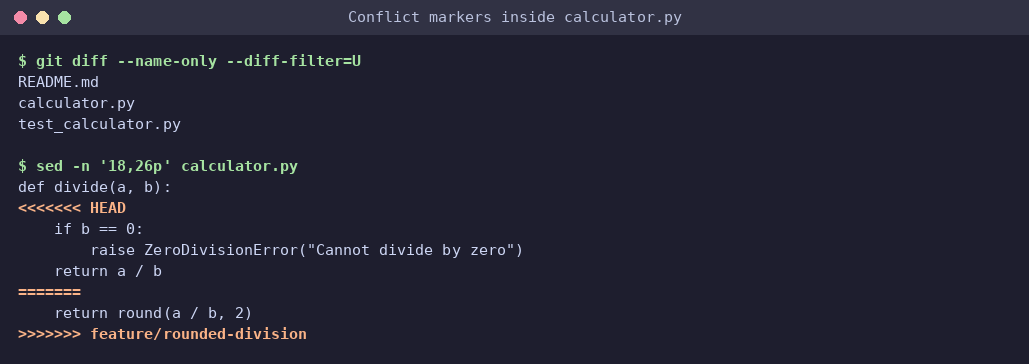 Conflict markers inside calculator.py
$ git diff --name-only --diff-filter=U
README.md
calculator.py
test_calculator.py
$ sed -n '18,26p' calculator.py
def divide(a, b):
<<<<<<< HEAD
    if b == 0:
        raise ZeroDivisionError("Cannot divide by zero")
    return a / b
=======
    return round(a / b, 2)
>>>>>>> feature/rounded-division